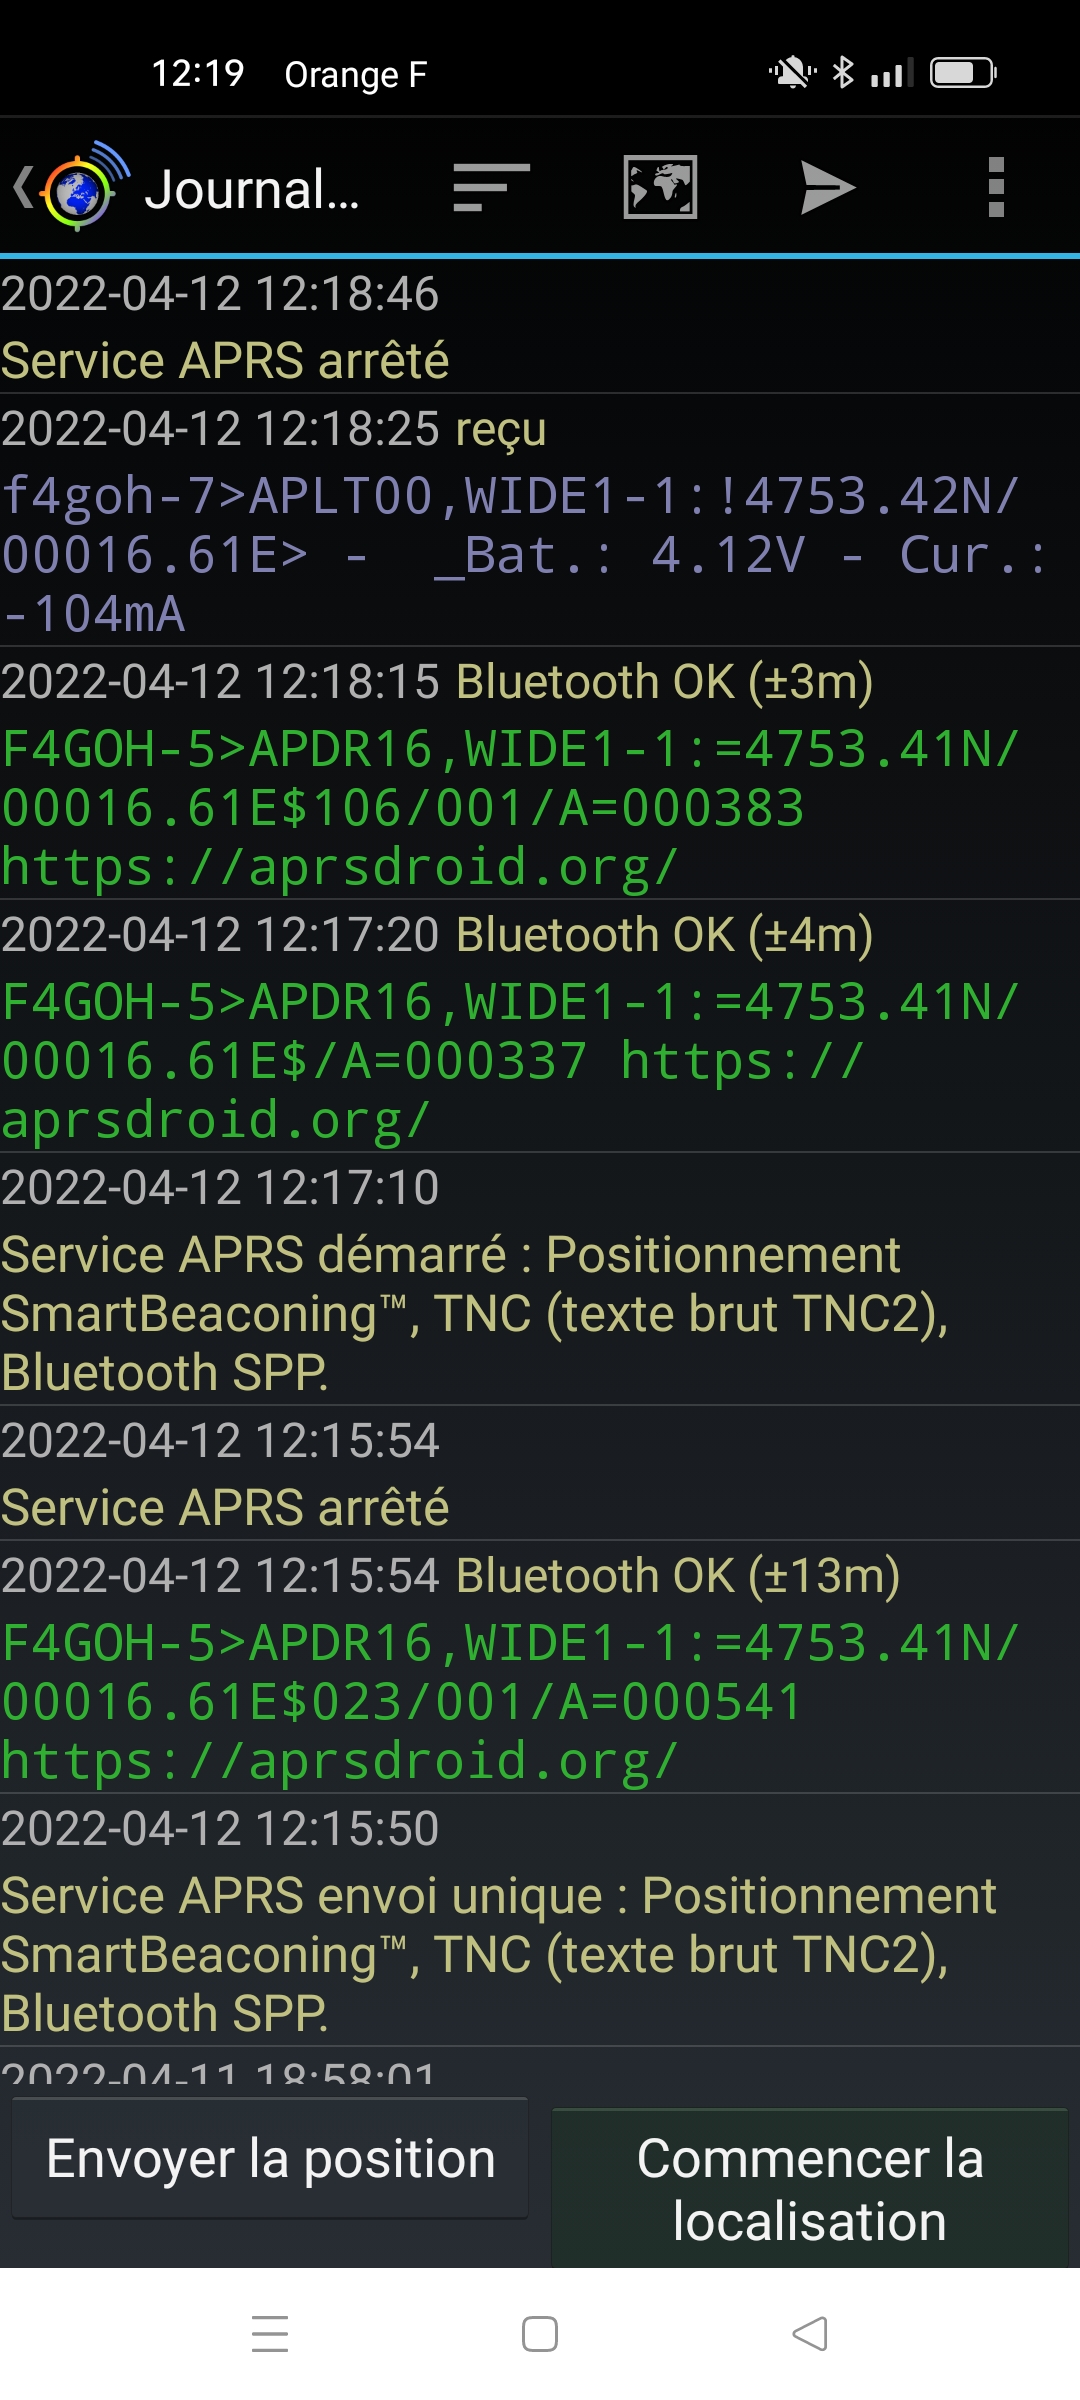 12:19 Orange F
Journal...
2022-04-12 12:18:46
Service APRS arrêté
2022-04-12 12:18:25 reçu
f4goh-7>APLT00,WIDE1-1:!4753.42N/
00016.61E> -  _Bat.: 4.12V - Cur.:
-104mA
2022-04-12 12:18:15 Bluetooth OK (±3m)
F4GOH-5>APDR16,WIDE1-1:=4753.41N/
00016.61E$106/001/A=000383
https://aprsdroid.org/
2022-04-12 12:17:20 Bluetooth OK (±4m)
F4GOH-5>APDR16,WIDE1-1:=4753.41N/
00016.61E$/A=000337 https://
aprsdroid.org/
2022-04-12 12:17:10
Service APRS démarré : Positionnement
SmartBeaconing™, TNC (texte brut TNC2),
Bluetooth SPP.
2022-04-12 12:15:54
Service APRS arrêté
2022-04-12 12:15:54 Bluetooth OK (±13m)
F4GOH-5>APDR16,WIDE1-1:=4753.41N/
00016.61E$023/001/A=000541
https://aprsdroid.org/
2022-04-12 12:15:50
Service APRS envoi unique : Positionnement
SmartBeaconing™, TNC (texte brut TNC2),
Bluetooth SPP.
2022-04-11 18:58:01
Envoyer la position
Commencer la
localisation